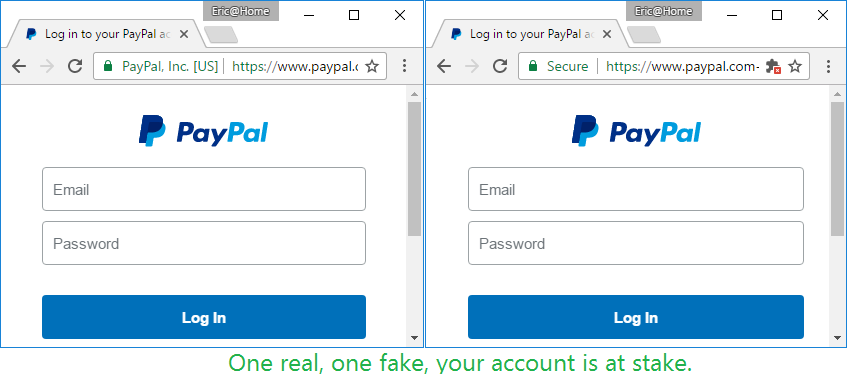 Eric@Home
Log in to your PayPal ac
PayPal, Inc. [US] https://www.paypal.c
PayPal
Email
Password
Log In
Eric@Home
Log in to your PayPal ac
Secure https://www.paypal.com-
PayPal
Email
Password
Log In
One real, one fake, your account is at stake.